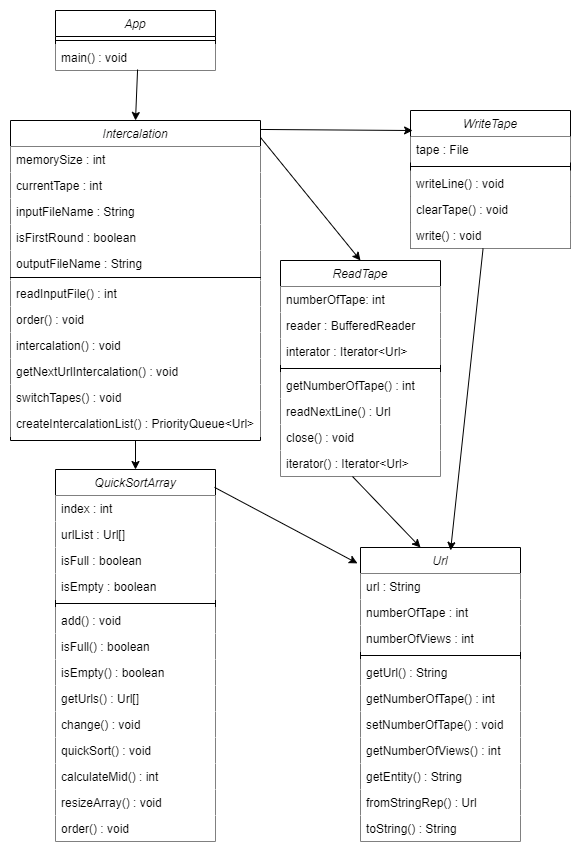 App
main() : void
Intercalation
memorySize : int
currentTape : int
inputFileName : String
isFirstRound : boolean
outputFileName : String
readInputFile() : int
order() : void
intercalation() : void
getNextUrlIntercalation() : void
switchTapes() : void
createIntercalationList() : PriorityQueue<Url>
WriteTape
tape : File
writeLine() : void
clearTape() : void
write() : void
ReadTape
numberOfTape: int
reader : BufferedReader
interator : Iterator<Url>
getNumberOfTape() : int
readNextLine() : Url
close() : void
iterator() : Iterator<Url>
QuickSortArray
index : int
urlList : Url[]
isFull : boolean
isEmpty : boolean
add() : void
isFull() : boolean
isEmpty() : boolean
getUrls() : Url[]
change() : void
quickSort() : void
calculateMid() : int
resizeArray() : void
order() : void
Url
url : String
numberOfTape : int
numberOfViews : int
getUrl() : String
getNumberOfTape() : int
setNumberOfTape() : void
getNumberOfViews() : int
getEntity() : String
fromStringRep() : Url
toString() : String